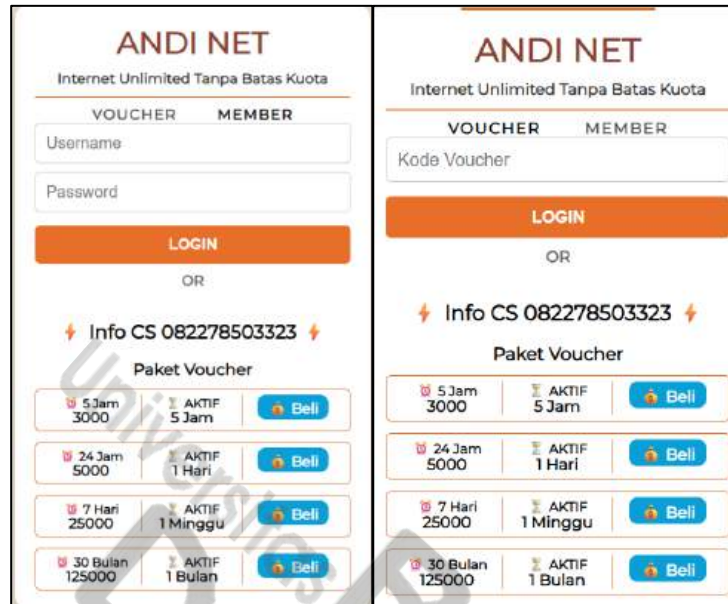 ANDI NET
Internet Unlimited Tanpa Batas Kuota
VOUCHER MEMBER
Username
Password
LOGIN
OR
Info CS 082278503323
Paket Voucher
5 Jam AKTIF Beli
3000 5 Jam
24 Jam AKTIF Beli
5000 1 Hari
7 Hari AKTIF Beli
25000 1 Minggu
30 Bulan AKTIF Beli
125000 1 Bulan
ANDI NET
Internet Unlimited Tanpa Batas Kuota
VOUCHER MEMBER
Kode Voucher
LOGIN
OR
Info CS 082278503323
Paket Voucher
5 Jam AKTIF Beli
3000 5 Jam
24 Jam AKTIF Beli
5000 1 Hari
7 Hari AKTIF Beli
25000 1 Minggu
30 Bulan AKTIF Beli
125000 1 Bulan
Universitas